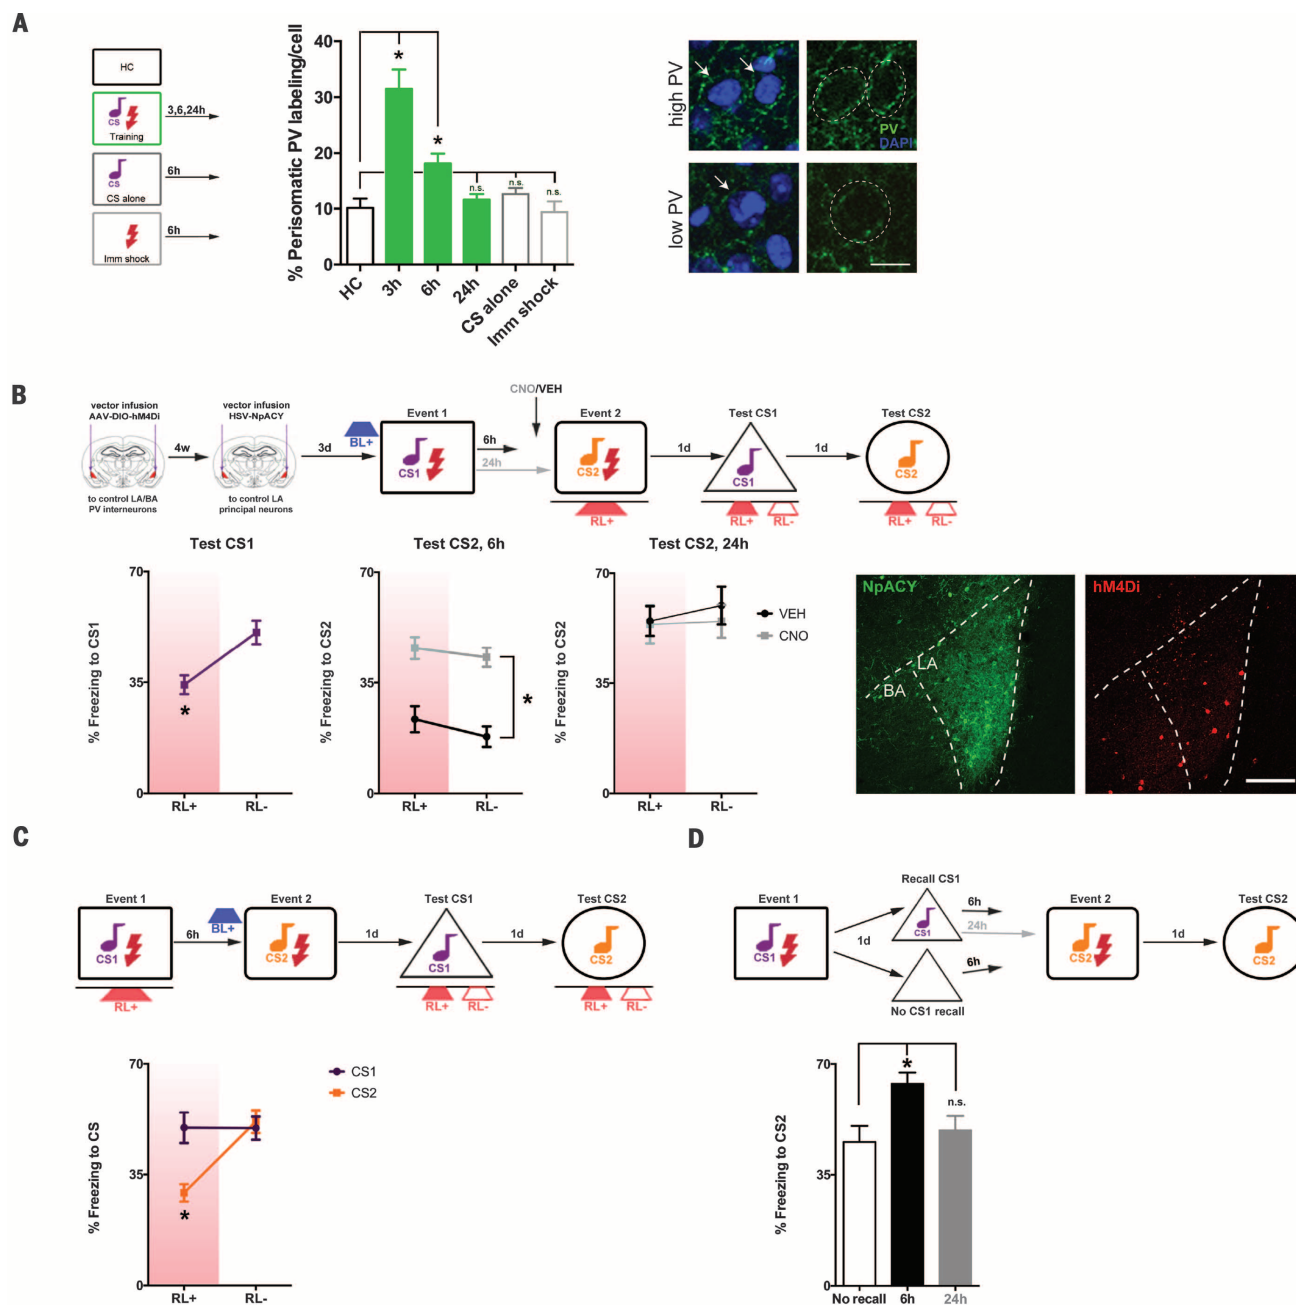 A
HC
CS
Training
3,6,24h
CS
CS alone
6h
Imm shock
6h
% Perisomatic PV labeling/cell
40
30
20
10
0
*
*
n.s.
n.s.
n.s.
HC
3h
6h
24h
CS alone
Imm shock
high PV
low PV
PV
DAPI
B
vector infusion
AAV-DIO-hM4Di
to control LA/BA
PV interneurons
4w
vector infusion
HSV-NpACY
to control LA
principal neurons
3d
BL+
Event 1
CS1
6h
24h
CNO/VEH
Event 2
CS2
RL+
1d
Test CS1
CS1
RL+
RL-
1d
Test CS2
CS2
RL+
RL-
Test CS1
% Freezing to CS1
70
35
0
*
RL+
RL-
Test CS2, 6h
% Freezing to CS2
70
35
0
*
RL+
RL-
Test CS2, 24h
% Freezing to CS2
70
35
0
RL+
RL-
VEH
CNO
NpACY
LA
BA
hM4Di
C
Event 1
CS1
RL+
6h
BL+
Event 2
CS2
1d
Test CS1
CS1
RL+
RL-
1d
Test CS2
CS2
RL+
RL-
% Freezing to CS
70
35
0
*
RL+
RL-
CS1
CS2
D
Event 1
CS1
1d
Recall CS1
CS1
6h
24h
No CS1 recall
6h
Event 2
CS2
1d
Test CS2
CS2
% Freezing to CS2
70
35
0
*
n.s.
No recall
6h
24h